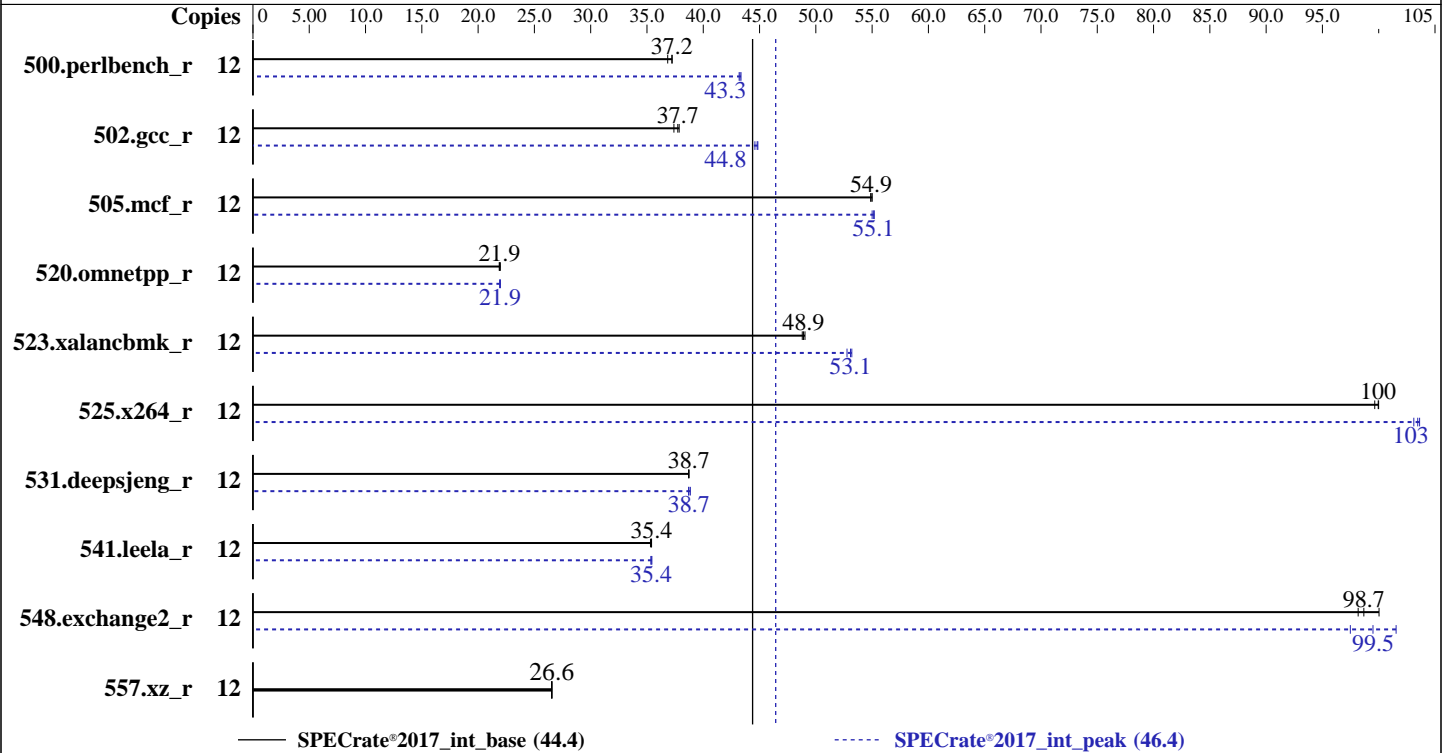 Copies 0 5.00 10.0 15.0 20.0 25.0 30.0 35.0 40.0 45.0 50.0 55.0 60.0 65.0 70.0 75.0 80.0 85.0 90.0 95.0 105
37.2
500.perlbench_r 12
43.3
37.7
502.gcc_r 12
44.8
54.9
505.mcf_r 12
55.1
21.9
520.omnetpp_r 12
21.9
48.9
523.xalancbmk_r 12
53.1
100
525.x264_r 12
103
38.7
531.deepsjeng_r 12
38.7
35.4
541.leela_r 12
35.4
98.7
548.exchange2_r 12
99.5
26.6
557.xz_r 12
SPECrate®2017_int_base (44.4) SPECrate®2017_int_peak (46.4)